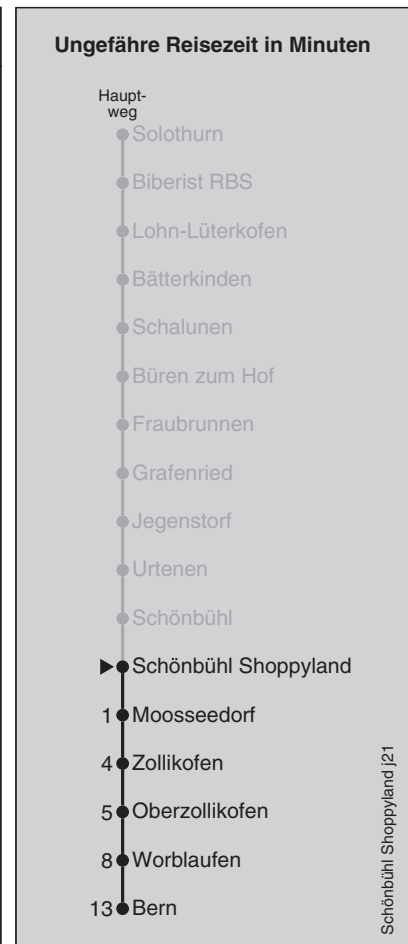 Ungefähre Reisezeit in Minuten
Haupt-
weg
Solothurn
Biberist RBS
Lohn-Lüterkofen
Bätterkinden
Schalunen
Büren zum Hof
Fraubrunnen
Grafenried
Jegenstorf
Urtenen
Schönbühl
Schönbühl Shoppyland
1 Moosseedorf
4 Zollikofen
5 Oberzollikofen
8 Worblaufen
13 Bern
Schönbühl Shoppyland j21